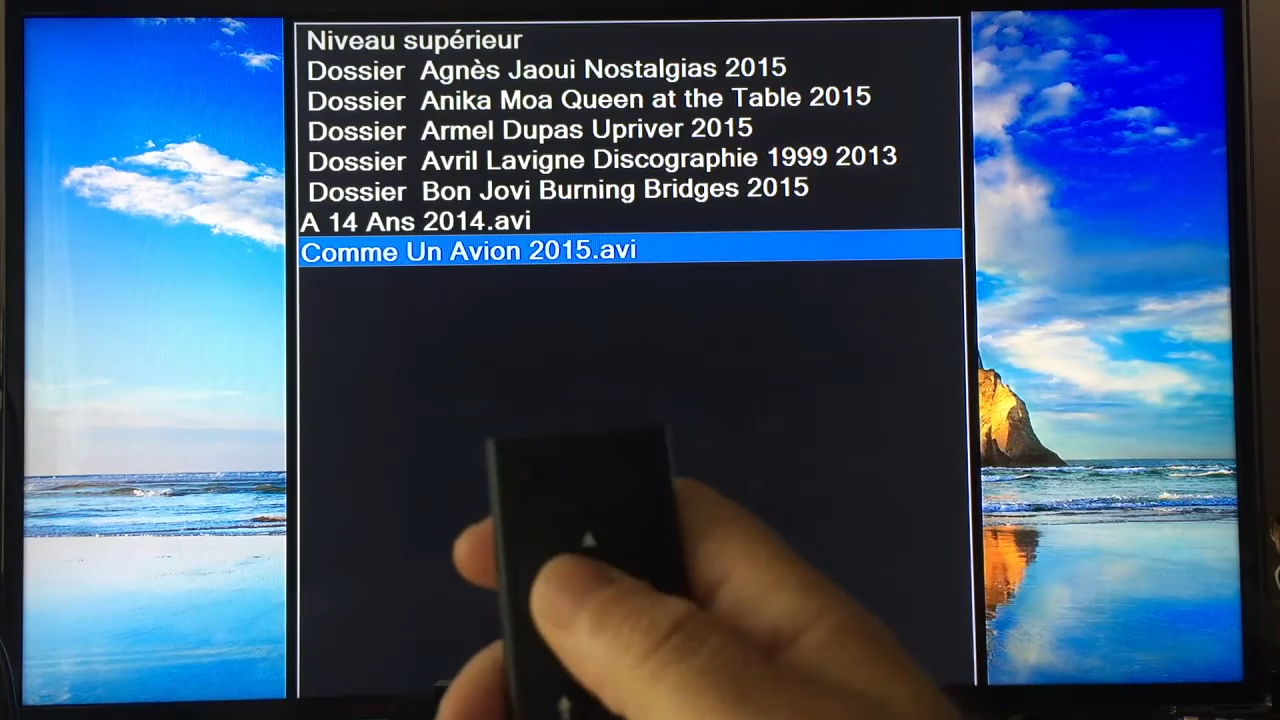 Niveau supérieur
Dossier Agnès Jaoui Nostalgias 2015
Dossier Anika Moa Queen at the Table 2015
Dossier Armel Dupas Upriver 2015
Dossier Avril Lavigne Discographie 1999 2013
Dossier Bon Jovi Burning Bridges 2015
A 14 Ans 2014.avi
Comme Un Avion 2015.avi